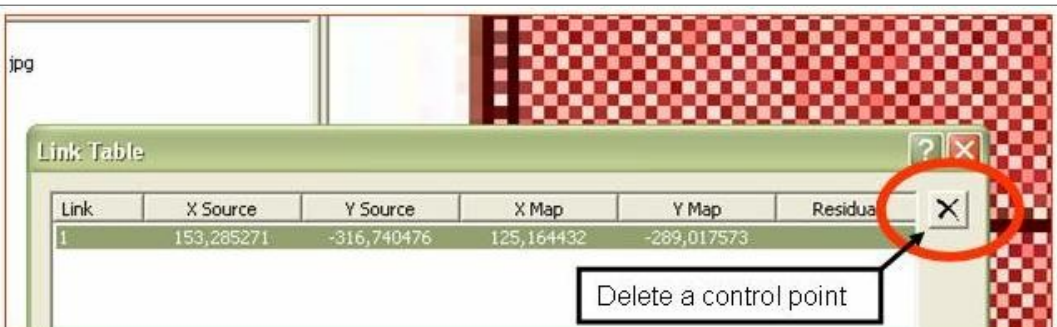 jpg
Link Table
Link X Source Y Source X Map Y Map Residua
1 153,285271 -316,740476 125,164432 -289,017573
Delete a control point